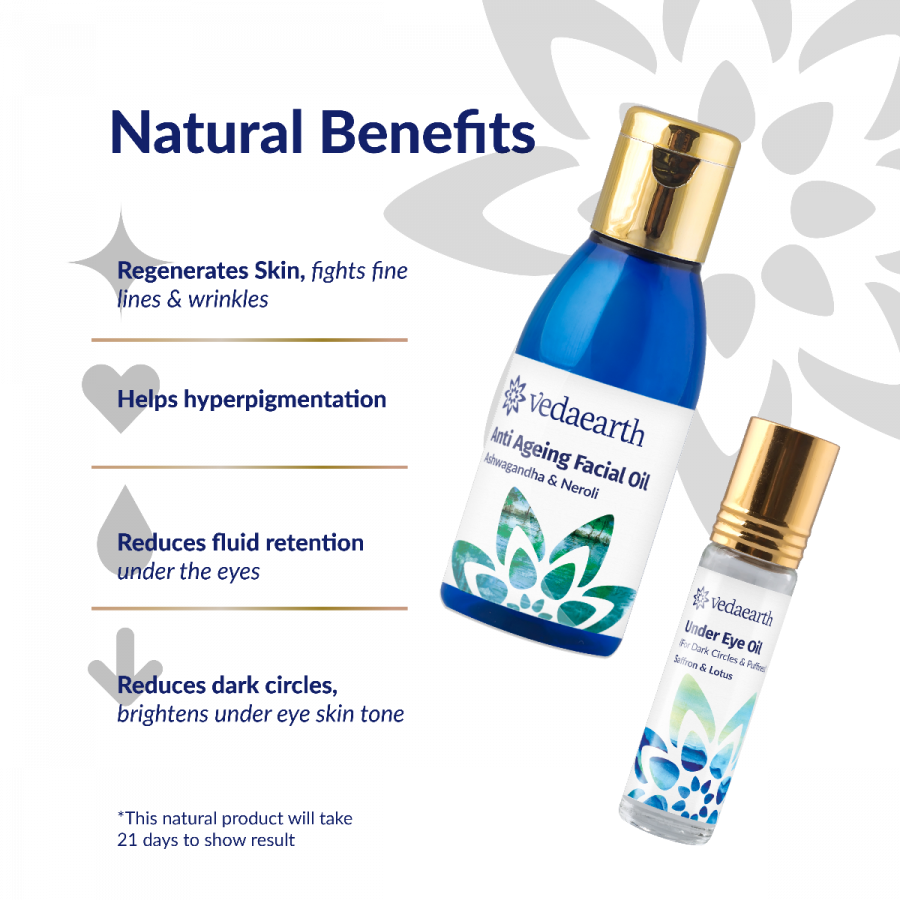 Natural Benefits
Regenerates Skin, fights fine
lines & wrinkles
Helps hyperpigmentation
Reduces fluid retention
under the eyes
Reduces dark circles,
brightens under eye skin tone
*This natural product will take
21 days to show result
vedaearth
Anti Ageing Facial Oil
Ashwagandha & Neroli
vedaearth
Under Eye Oil
(For Dark Circles & Puffiness)
Saffron & Lotus